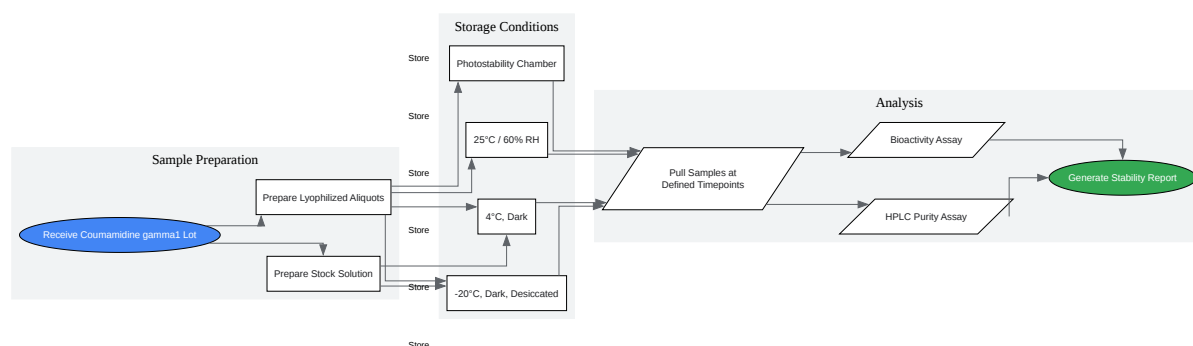 Storage Conditions
Store
Photostability Chamber
Analysis
Store
25°C / 60% RH
Bioactivity Assay
Sample Preparation
Store
Pull Samples at
Defined Timepoints
Generate Stability Report
Prepare Lyophilized Aliquots
4°C, Dark
HPLC Purity Assay
Receive Coumamidine gamma1 Lot
Store
Prepare Stock Solution
Store
-20°C, Dark, Desiccated
Store